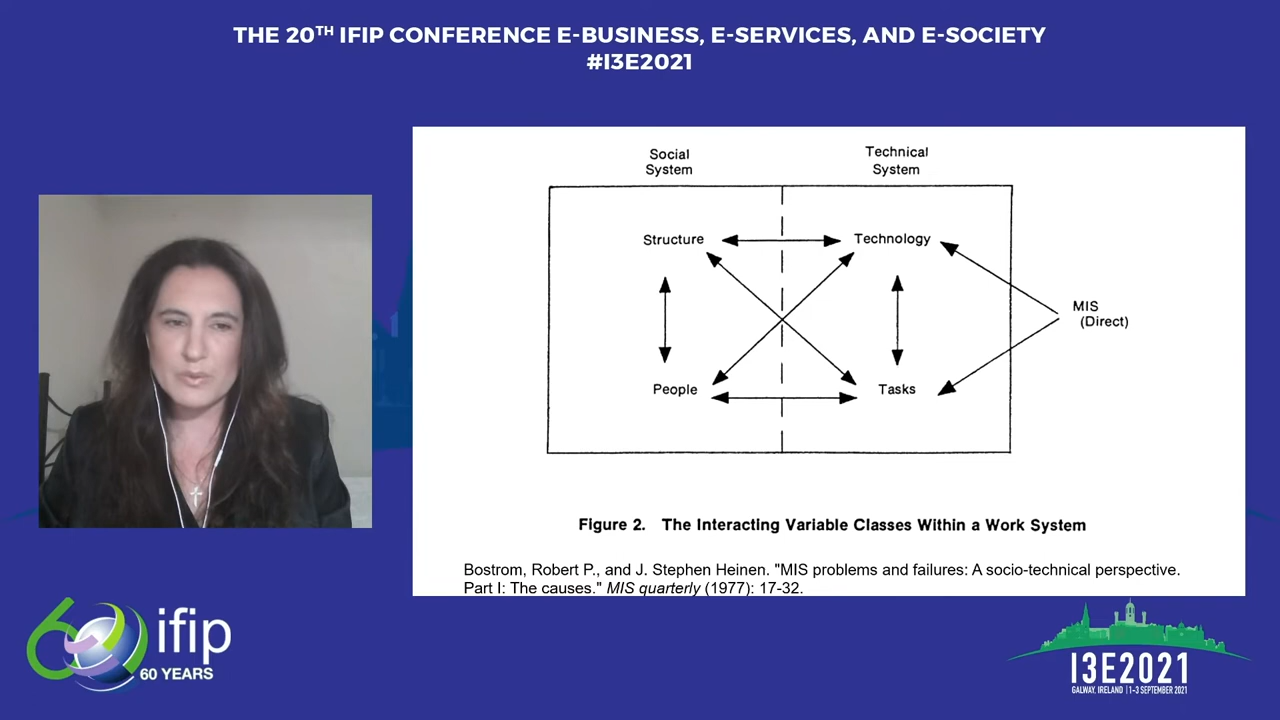 THE 20TH IFIP CONFERENCE E-BUSINESS, E-SERVICES, AND E-SOCIETY
#I3E2021
Social
System
Technical
System
Structure
Technology
MIS
(Direct)
People
Tasks
Figure 2. The Interacting Variable Classes Within a Work System
Bostrom, Robert P., and J. Stephen Heinen. "MIS problems and failures: A socio-technical perspective.
Part I: The causes." MIS quarterly (1977): 17-32.
60 ifip
60 YEARS
I3E2021
GALWAY, IRELAND | 1-3 SEPTEMBER 2021